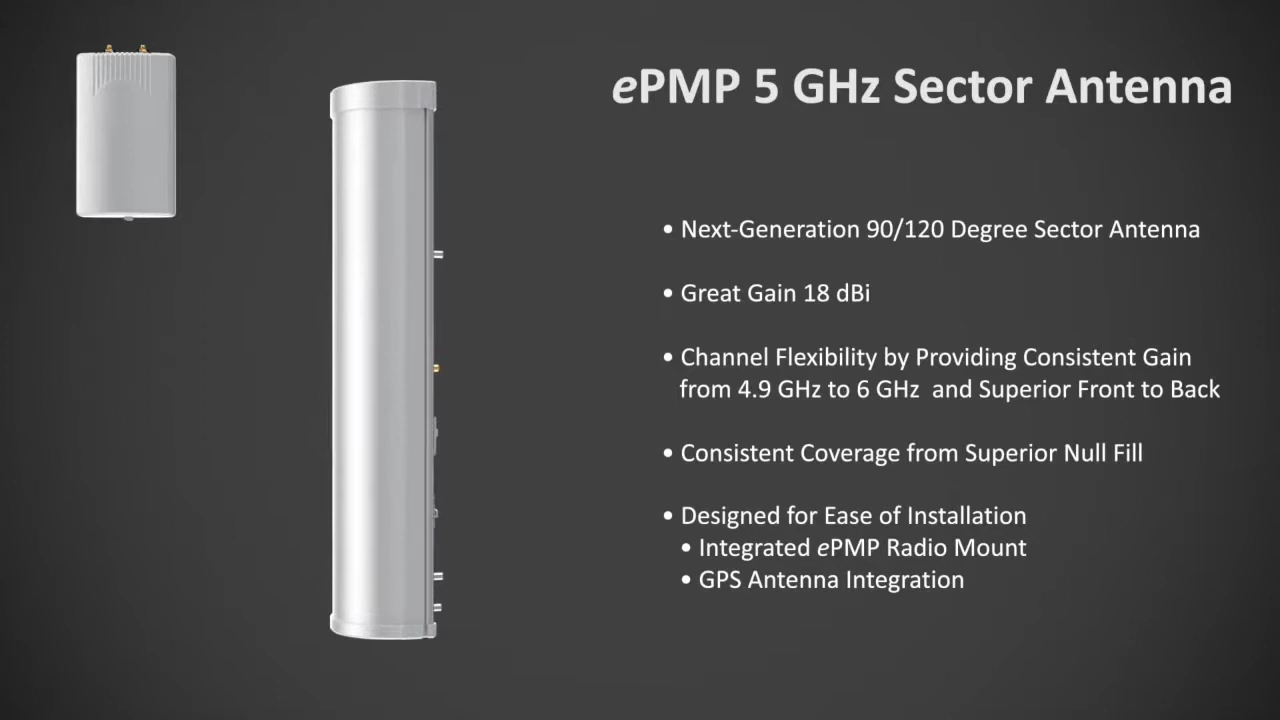 ePMP 5 GHz Sector Antenna
• Next-Generation 90/120 Degree Sector Antenna
• Great Gain 18 dBi
• Channel Flexibility by Providing Consistent Gain
from 4.9 GHz to 6 GHz  and Superior Front to Back
• Consistent Coverage from Superior Null Fill
• Designed for Ease of Installation
• Integrated ePMP Radio Mount
• GPS Antenna Integration